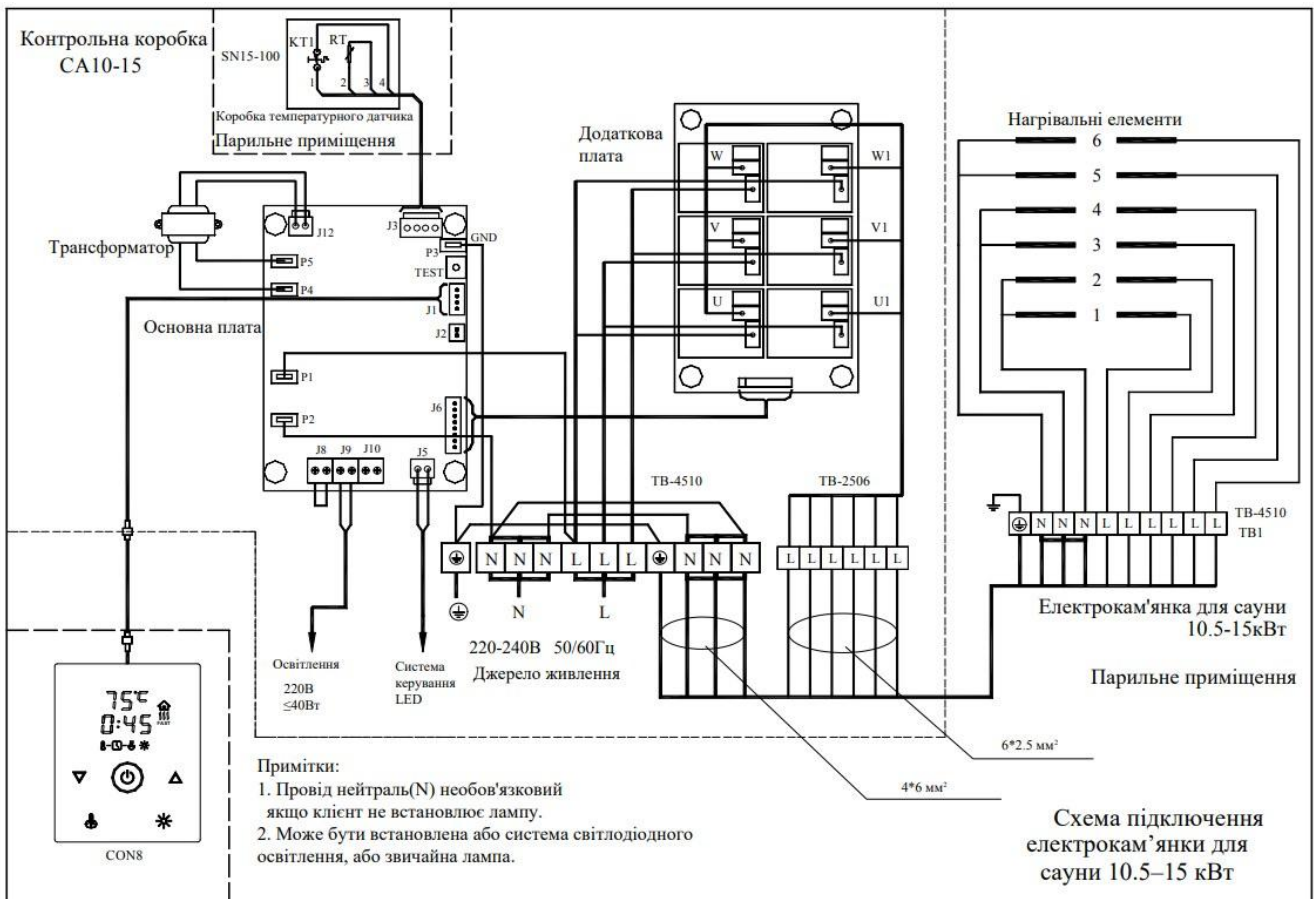 Контрольна коробка
CA10-15
SN15-100
KT1
RT
1
2
3
4
Коробка температурного датчика
Парильне приміщення
Трансформатор
J12
J3
GND
P3
P5
TEST
P4
J1
Основна плата
J2
P1
J6
P2
J8
J9
J10
J5
Додаткова
плата
W
W1
V
V1
U
U1
Нагрівальні елементи
6
5
4
3
2
1
TB-4510
TB-2506
TB-4510
TB1
N N N L L L N N N
L L L L L L
N N N L L L L L L
N
L
220-240В 50/60Гц
Джерело живлення
Освітлення
220В
≤40Вт
Система
керування
LED
Електрокам'янка для сауни
10.5-15кВт
Парильне приміщення
6*2.5 мм²
4*6 мм²
75°C
0:45
FAST
CON8
Примітки:
1. Провід нейтраль(N) необов'язковий
якщо клієнт не встановлює лампу.
2. Може бути встановлена або система світлодіодного
освітлення, або звичайна лампа.
Схема підключення
електрокам’янки для
сауни 10.5–15 кВт